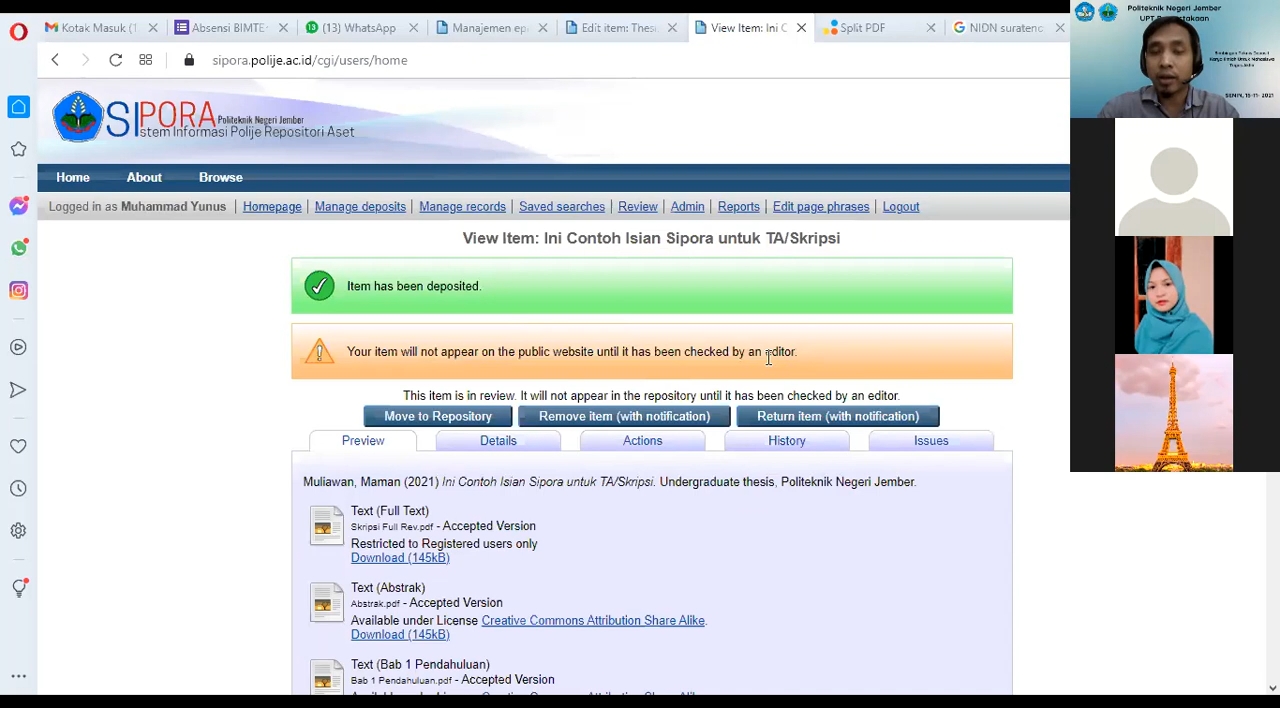 Kotak Masuk (1
Absensi BIMTE
(13) WhatsApp
Manajemen ep
Edit item: Thes
View Item: Ini C
Split PDF
NIDN suraten
sipora.polije.ac.id/cgi/users/home
SIPORA Politeknik Negeri Jember
stem Informasi Polije Repositori Aset
Home
About
Browse
Logged in as Muhammad Yunus
Homepage
Manage deposits
Manage records
Saved searches
Review
Admin
Reports
Edit page phrases
Logout
View Item: Ini Contoh Isian Sipora untuk TA/Skripsi
Item has been deposited.
Your item will not appear on the public website until it has been checked by an editor.
This item is in review. It will not appear in the repository until it has been checked by an editor.
Move to Repository
Remove item (with notification)
Return item (with notification)
Preview
Details
Actions
History
Issues
Muliawan, Maman (2021) Ini Contoh Isian Sipora untuk TA/Skripsi. Undergraduate thesis, Politeknik Negeri Jember.
Text (Full Text)
Skripsi Full Rev.pdf - Accepted Version
Restricted to Registered users only
Download (145kB)
Text (Abstrak)
Abstrak.pdf - Accepted Version
Available under License Creative Commons Attribution Share Alike.
Download (145kB)
Text (Bab 1 Pendahuluan)
Bab 1 Pendahuluan.pdf - Accepted Version
Politeknik Negeri Jember
UPT
SENIN, 15-11-2021